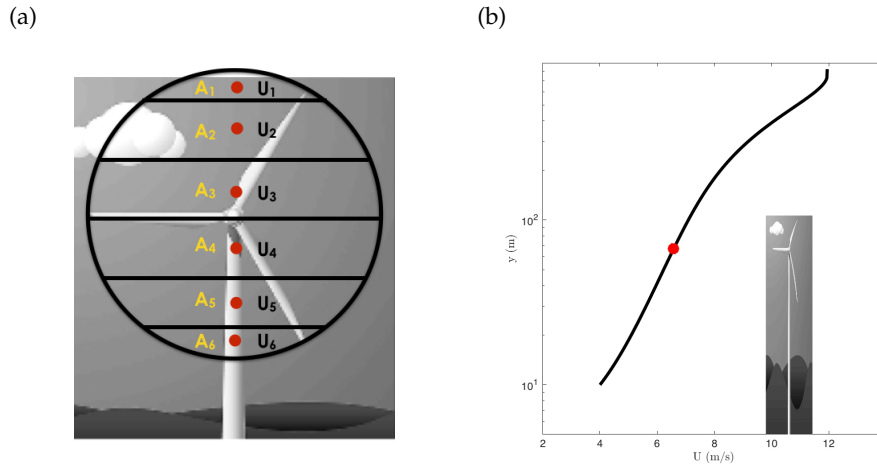 (a)
A₁ U₁
A₂ U₂
A₃ U₃
A₄ U₄
A₅ U₅
A₆ U₆
(b)
y (m)
10²
10¹
2 4 6 8 10 12
U (m/s)